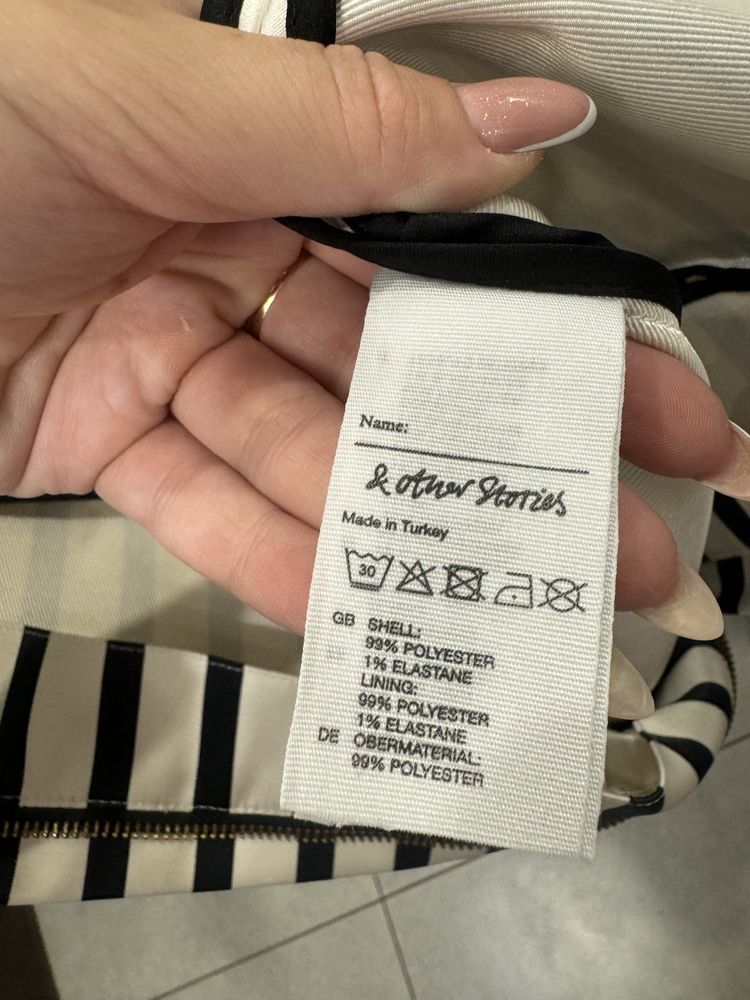 Name:
& other Stories
Made in Turkey
30
GB SHELL:
99% POLYESTER
1% ELASTANE
LINING:
99% POLYESTER
1% ELASTANE
DE OBERMATERIAL:
99% POLYESTER